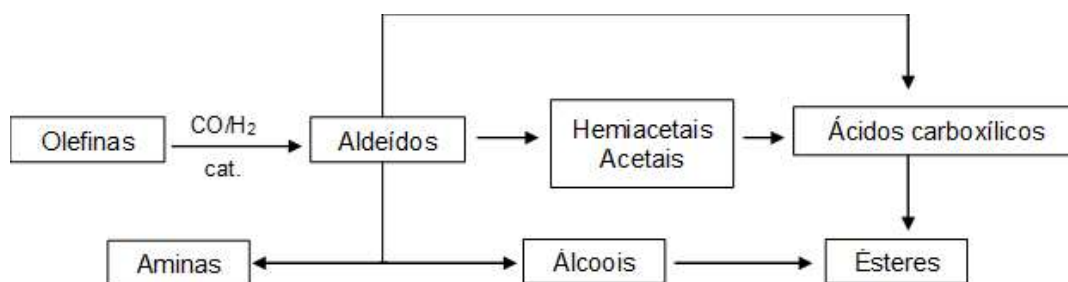 Olefinas
CO/H2
cat.
Aldeídos
Hemiacetais
Acetais
Ácidos carboxílicos
Aminas
Álcoois
Ésteres